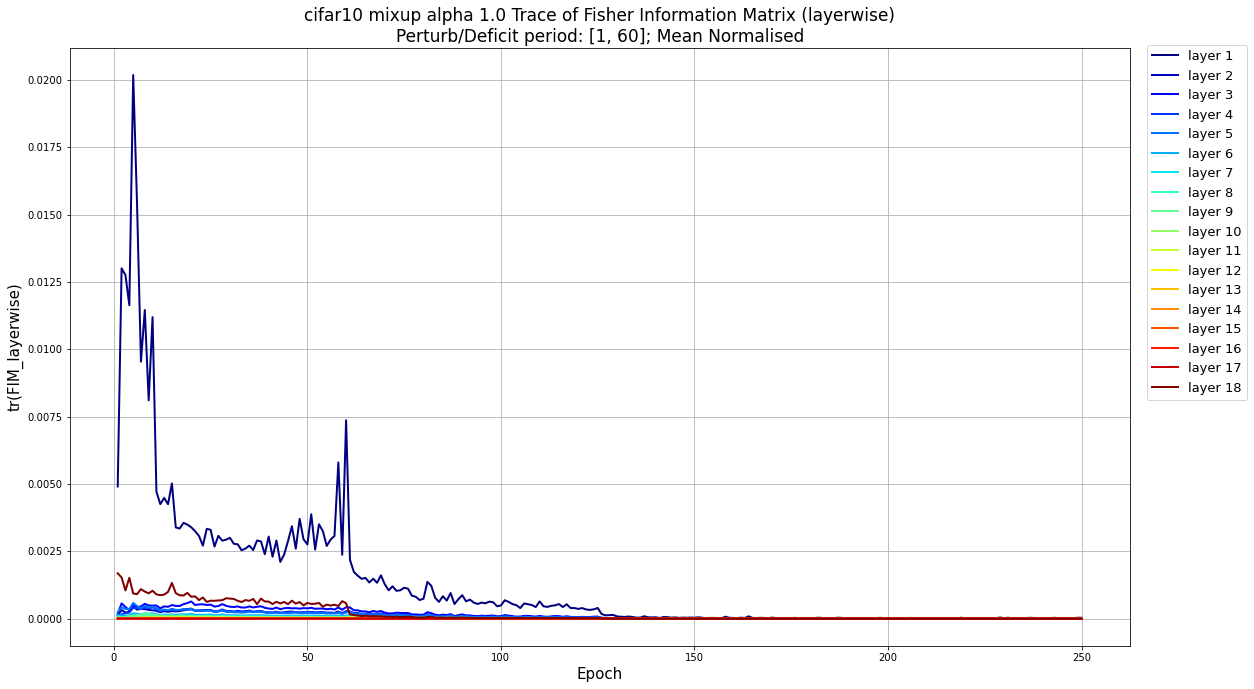 cifar10 mixup alpha 1.0 Trace of Fisher Information Matrix (layerwise)
Perturb/Deficit period: [1, 60]; Mean Normalised
tr(FIM_layerwise)
0.0200
0.0175
0.0150
0.0125
0.0100
0.0075
0.0050
0.0025
0.0000
0
50
100
150
200
250
Epoch
layer 1
layer 2
layer 3
layer 4
layer 5
layer 6
layer 7
layer 8
layer 9
layer 10
layer 11
layer 12
layer 13
layer 14
layer 15
layer 16
layer 17
layer 18